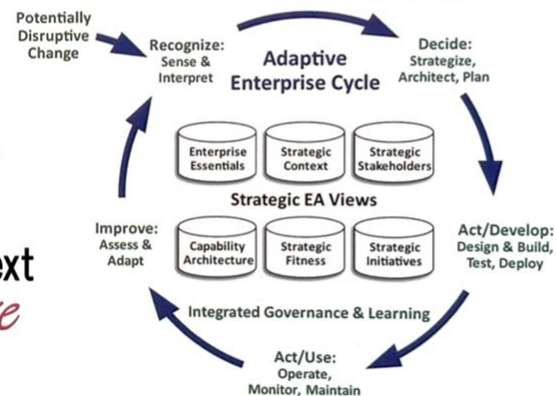 Potentially
Disruptive
Change
Recognize:
Sense &
Interpret
Adaptive
Enterprise Cycle
Decide:
Strategize,
Architect, Plan
Enterprise
Essentials
Strategic
Context
Strategic
Stakeholders
Strategic EA Views
Improve:
Assess &
Adapt
Capability
Architecture
Strategic
Fitness
Strategic
Initiatives
Act/Develop:
Design & Build,
Test, Deploy
ext
Integrated Governance & Learning
Act/Use:
Operate,
Monitor, Maintain